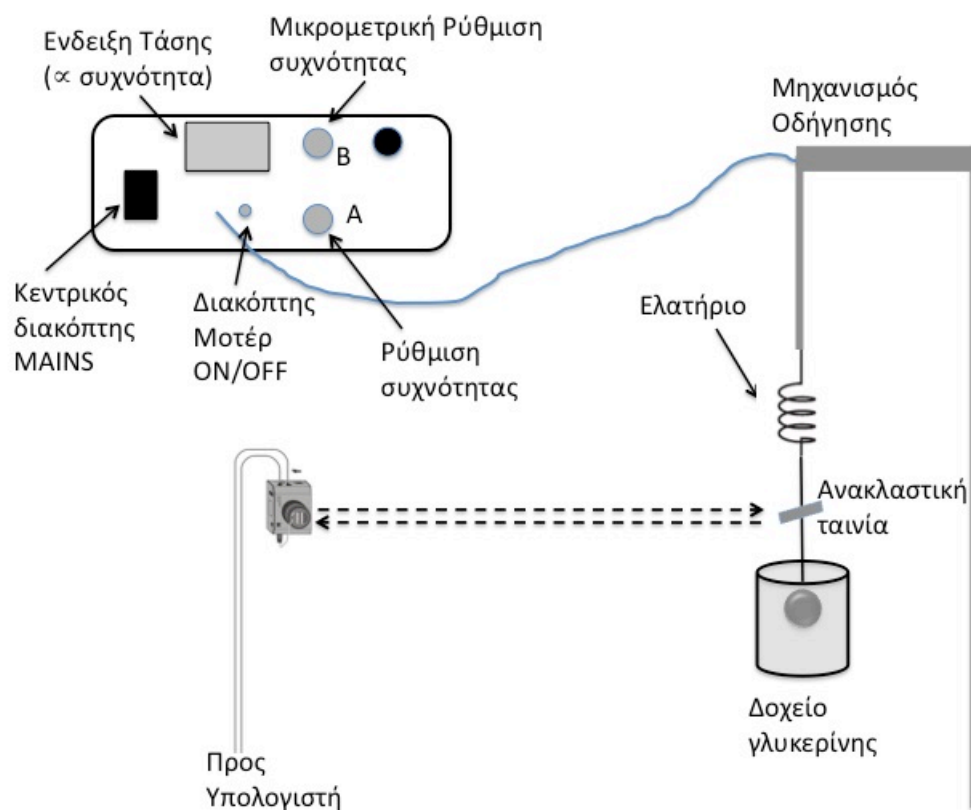 Ενδειξη Τάσης
(∝ συχνότητα)
Μικρομετρική Ρύθμιση
συχνότητας
Μηχανισμός
Οδήγησης
B
A
Κεντρικός
διακόπτης
MAINS
Διακόπτης
Μοτέρ
ON/OFF
Ρύθμιση
συχνότητας
Ελατήριο
Ανακλαστική
ταινία
Δοχείο
γλυκερίνης
Προς
Υπολογιστή